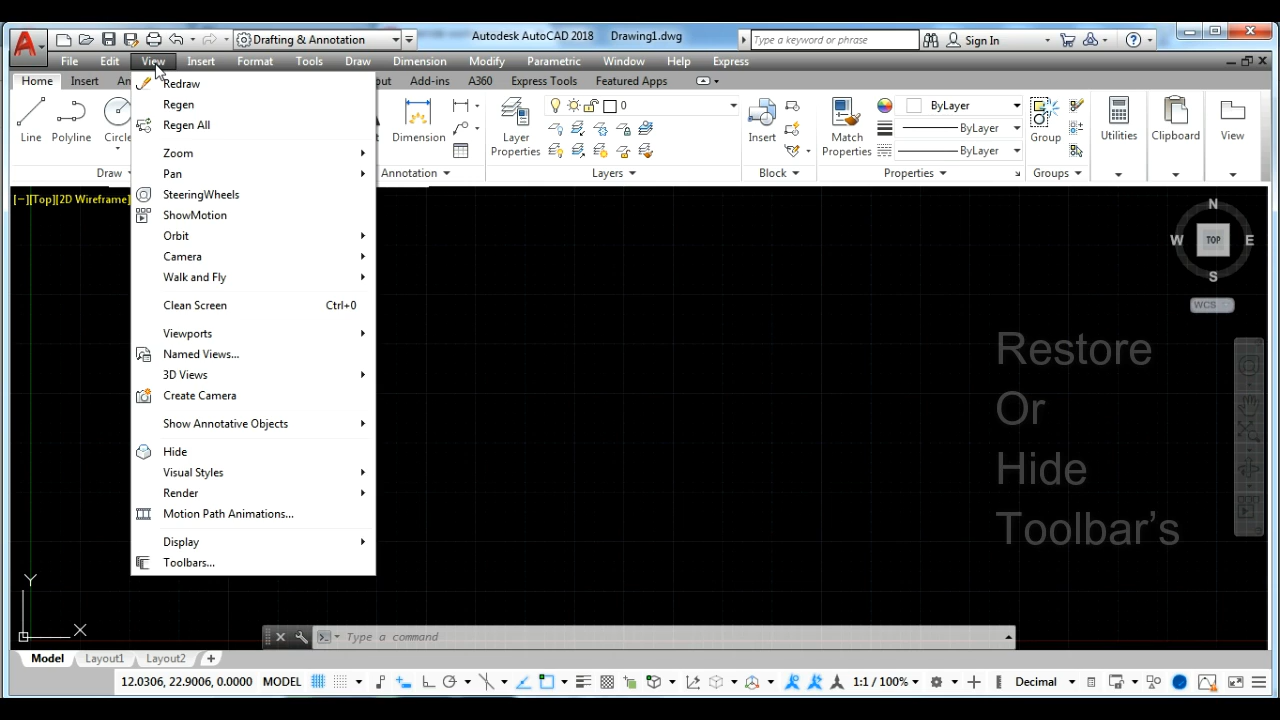 Drafting & Annotation
Autodesk AutoCAD 2018 Drawing1.dwg
Type a keyword or phrase
Sign In
File Edit View Insert Format Tools Draw Dimension Modify Parametric Window Help Express
Home Insert An
Add-ins A360 Express Tools Featured Apps
0
ByLayer
ByLayer
ByLayer
Line Polyline Circle
Dimension
Layer
Properties
Insert
Match
Properties
Group
Utilities
Clipboard
View
Draw
Annotation
Layers
Block
Properties
Groups
[−][Top][2D Wireframe]
Redraw
Regen
Regen All
Zoom
Pan
SteeringWheels
ShowMotion
Orbit
Camera
Walk and Fly
Clean Screen Ctrl+0
Viewports
Named Views...
3D Views
Create Camera
Show Annotative Objects
Hide
Visual Styles
Render
Motion Path Animations...
Display
Toolbars...
N
W TOP E
S
WCS
Restore
Or
Hide
Toolbar’s
Y
X
Type a command
Model Layout1 Layout2 +
12.0306, 22.9006, 0.0000 MODEL 1:1 / 100% Decimal